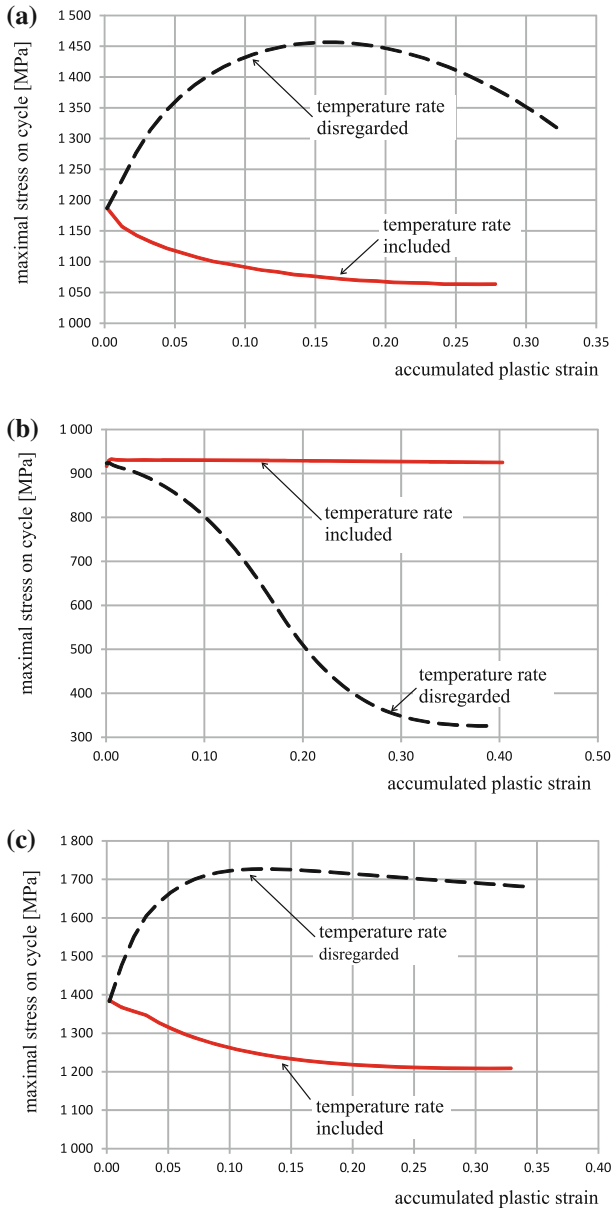 (a)
maximal stress on cycle [MPa]
1 500
1 450
1 400
1 350
1 300
1 250
1 200
1 150
1 100
1 050
1 000
temperature rate
disregarded
temperature rate
included
0.00 0.05 0.10 0.15 0.20 0.25 0.30 0.35
accumulated plastic strain
(b)
maximal stress on cycle [MPa]
1 000
900
800
700
600
500
400
300
temperature rate
included
temperature rate
disregarded
0.00 0.10 0.20 0.30 0.40 0.50
accumulated plastic strain
(c)
maximal stress on cycle [MPa]
1 800
1 700
1 600
1 500
1 400
1 300
1 200
1 100
1 000
temperature rate
disregarded
temperature rate
included
0.00 0.05 0.10 0.15 0.20 0.25 0.30 0.35 0.40
accumulated plastic strain